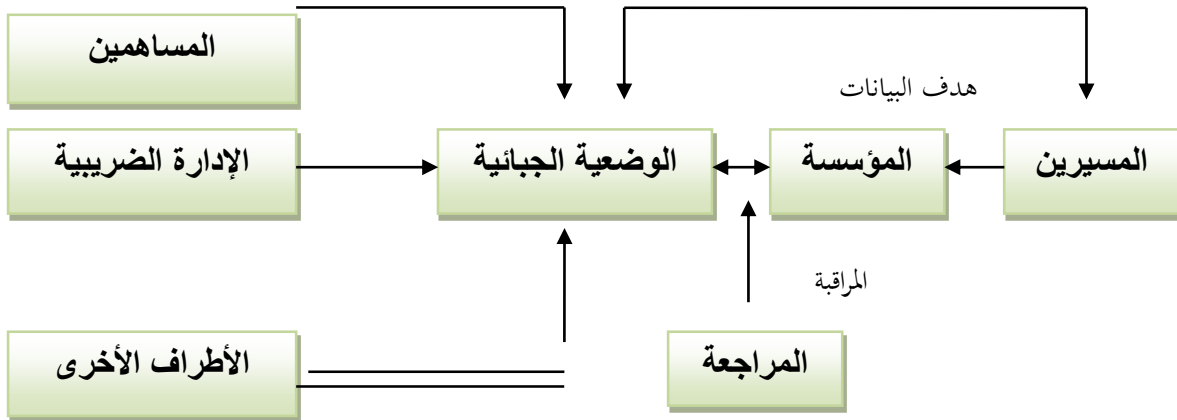 المساهمين
هدف البيانات
المسيرين
المؤسسة
الوضعية الجبائية
الإدارة الضريبية
المراقبة
المراجعة
الأطراف الأخرى